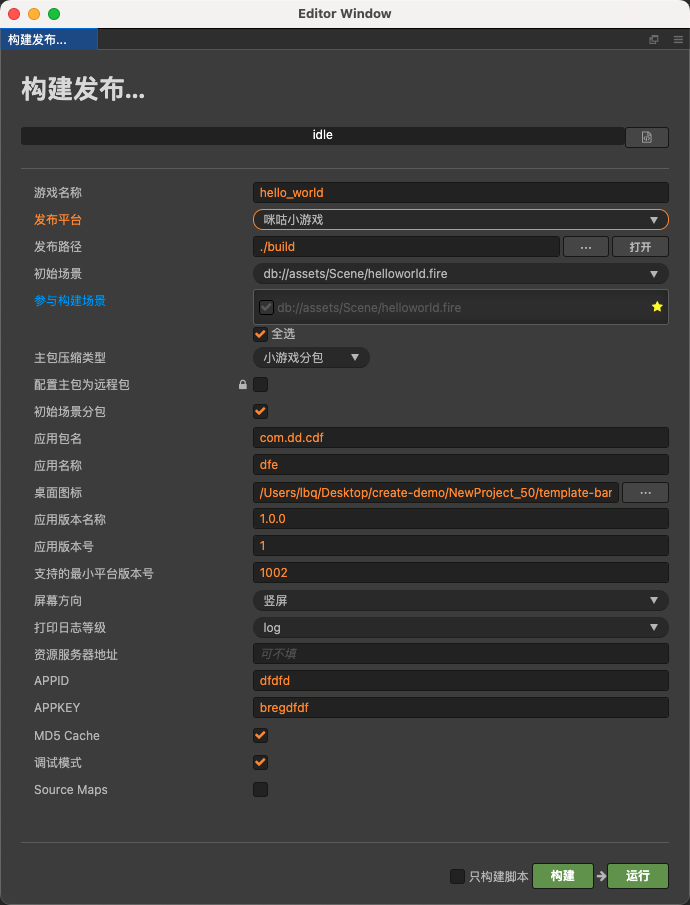 Editor Window
构建发布...
构建发布...
idle
游戏名称 hello_world
发布平台 咪咕小游戏
发布路径 ./build ... 打开
初始场景 db://assets/Scene/helloworld.fire
参与构建场景 db://assets/Scene/helloworld.fire
全选
主包压缩类型 小游戏分包
配置主包为远程包
初始场景分包
应用包名 com.dd.cdf
应用名称 dfe
桌面图标 /Users/lbq/Desktop/create-demo/NewProject_50/template-bar ...
应用版本名称 1.0.0
应用版本号 1
支持的最小平台版本号 1002
屏幕方向 竖屏
打印日志等级 log
资源服务器地址 可不填
APPID dfdfd
APPKEY bregdfdf
MD5 Cache
调试模式
Source Maps
只构建脚本 构建 运行